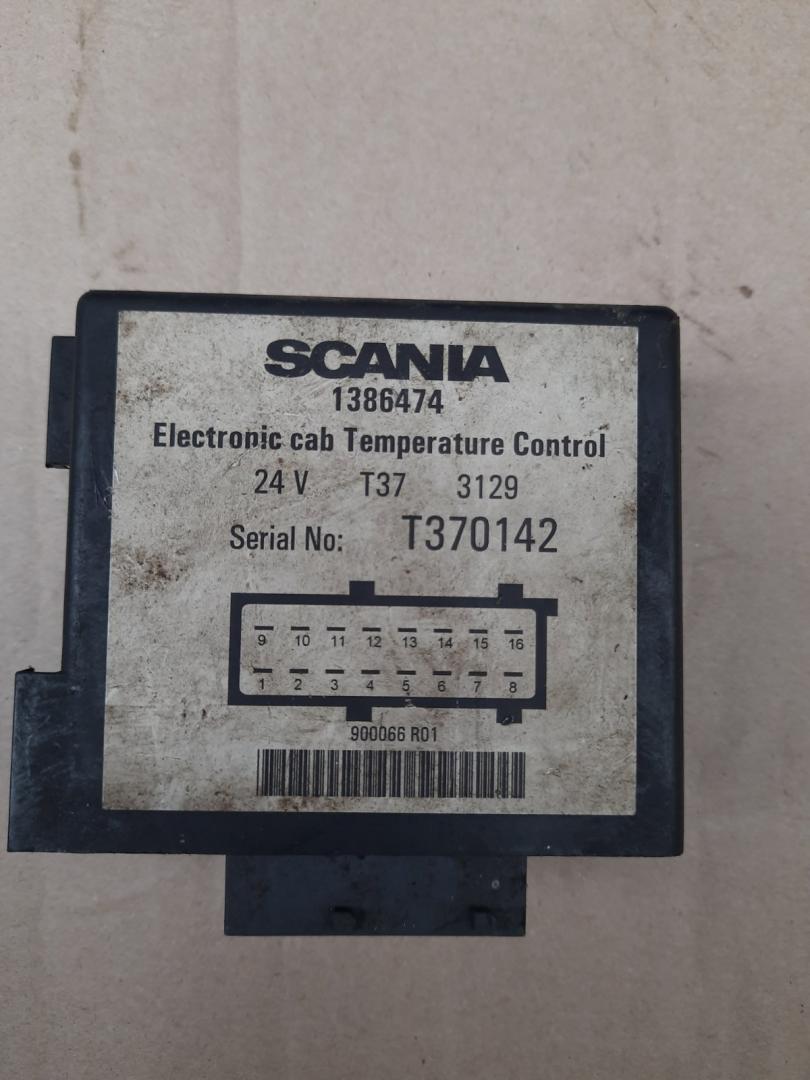 SCANIA
1386474
Electronic cab Temperature Control
24 V T37 3129
Serial No: T370142
9 10 11 12 13 14 15 16
1 2 3 4 5 6 7 8
900066 R01